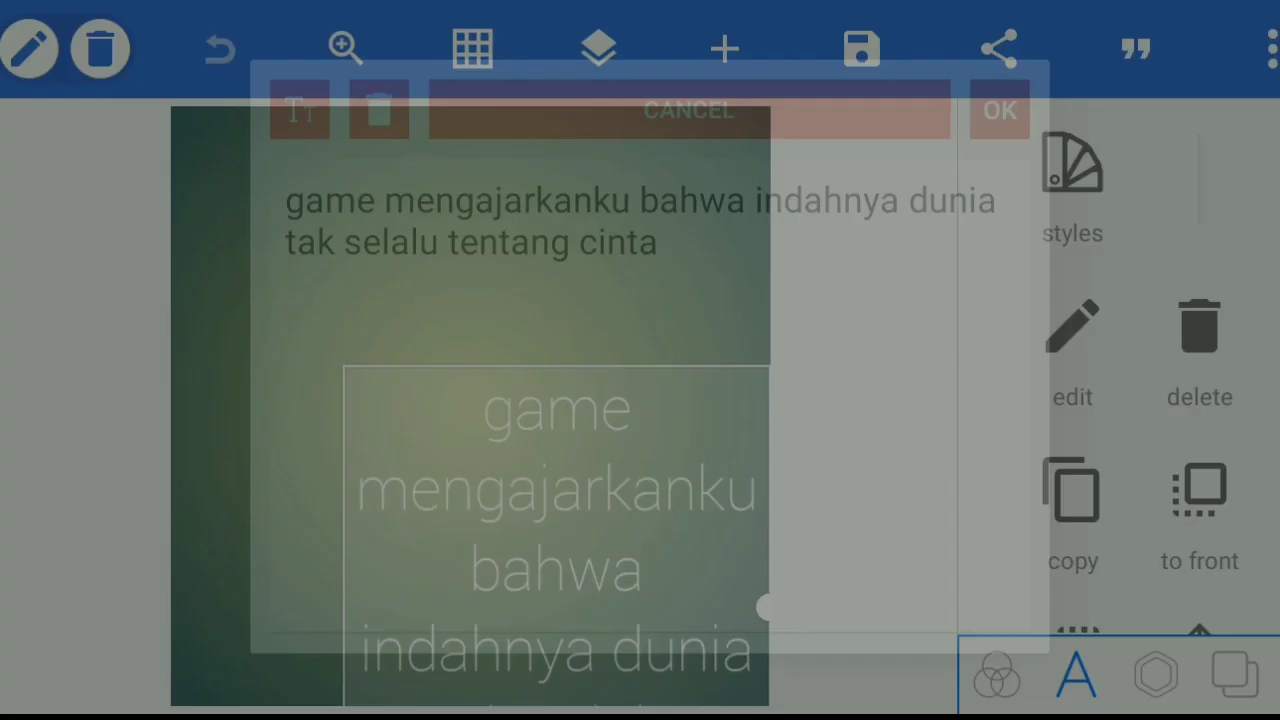 Tт
CANCEL
OK
game mengajarkanku bahwa indahnya dunia
tak selalu tentang cinta
game
mengajarkanku
bahwa
indahnya dunia
styles
edit
delete
copy
to front
A